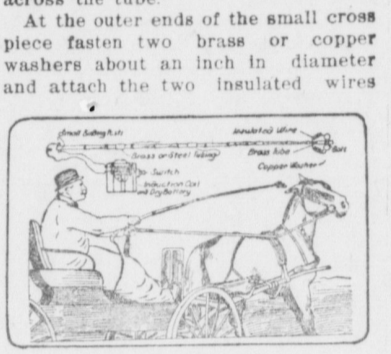 across the tube.
At the outer ends of the small cross
piece fasten two brass or copper
washers about an inch in diameter
and attach the two insulated wires
Insulated Wire
Brass or Steel Tubing
Brass Tube
Bolt
Copper Washer
Switch
Induction Coil
and Dry Battery